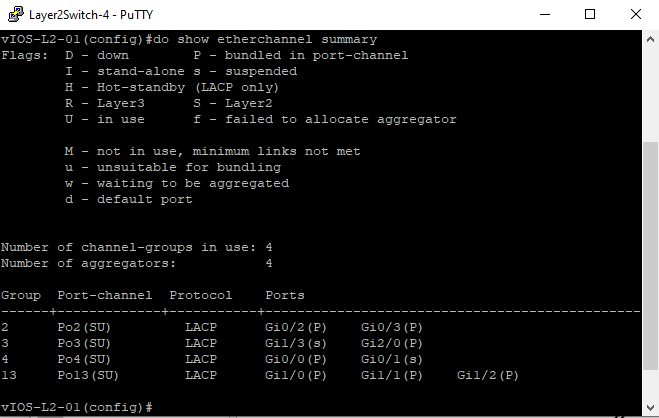 Layer2Switch-4 - PuTTY
vIOS-L2-01(config)#do show etherchannel summary
Flags:  D - down        P - bundled in port-channel
        I - stand-alone s - suspended
        H - Hot-standby (LACP only)
        R - Layer3      S - Layer2
        U - in use      f - failed to allocate aggregator
        M - not in use, minimum links not met
        u - unsuitable for bundling
        w - waiting to be aggregated
        d - default port
Number of channel-groups in use: 4
Number of aggregators:           4
Group  Port-channel  Protocol    Ports
------+-------------+-----------+-----------------------------------------------
2      Po2(SU)         LACP      Gi0/2(P)    Gi0/3(P)
3      Po3(SU)         LACP      Gi1/3(s)    Gi2/0(P)
4      Po4(SU)         LACP      Gi0/0(P)    Gi0/1(s)
13     Po13(SU)        LACP      Gi1/0(P)    Gi1/1(P)    Gi1/2(P)
vIOS-L2-01(config)#